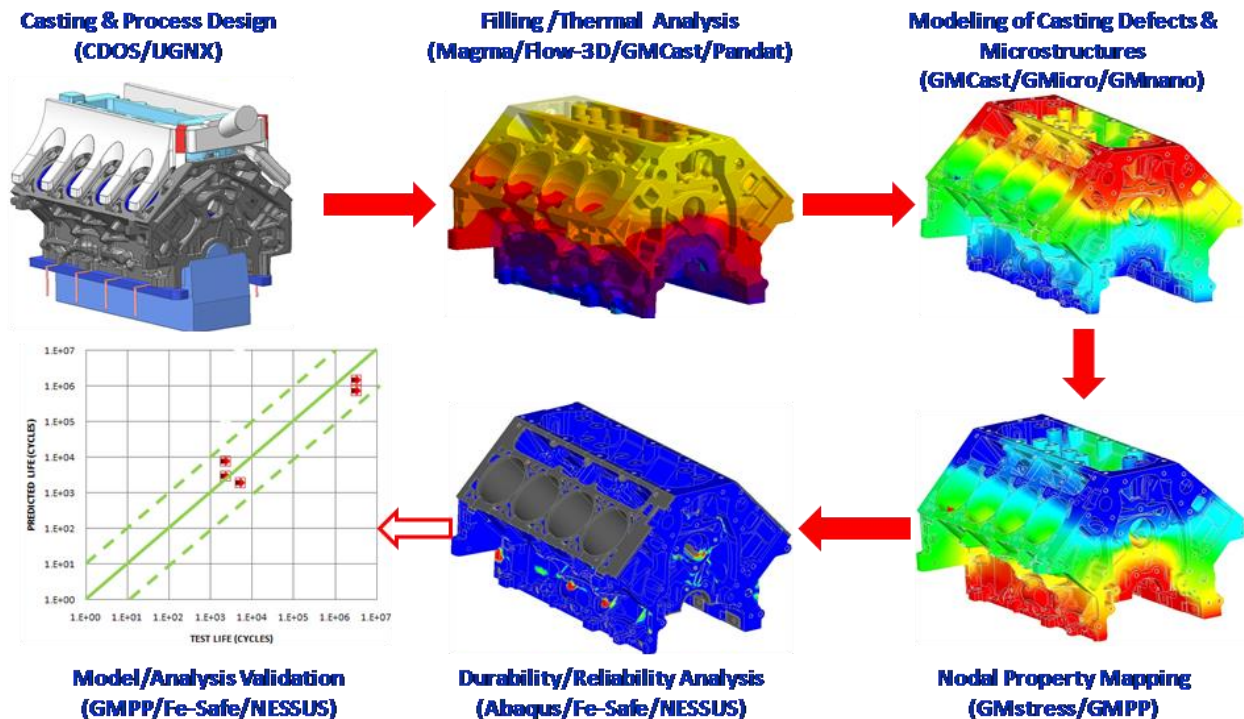 Casting & Process Design
(CDOS/UGNX)
Filling /Thermal Analysis
(Magma/Flow-3D/GMCast/Pandat)
Modeling of Casting Defects &
Microstructures
(GMCast/GMicro/GMnano)
1.E+07
1.E+06
1.E+05
1.E+04
1.E+03
1.E+02
1.E+01
1.E+00
PREDICTED LIFE (CYCLES)
1.E+00 1.E+01 1.E+02 1.E+03 1.E+04 1.E+05 1.E+06 1.E+07
TEST LIFE (CYCLES)
Model/Analysis Validation
(GMPP/Fe-Safe/NESSUS)
Durability/Reliability Analysis
(Abaqus/Fe-Safe/NESSUS)
Nodal Property Mapping
(GMstress/GMPP)